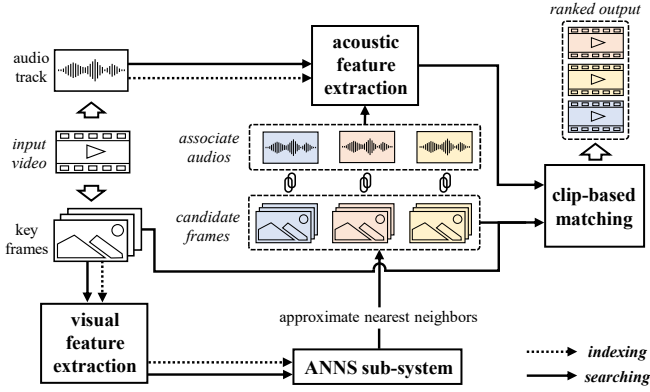 ranked output
audio
track
acoustic
feature
extraction
input
video
associate
audios
clip-based
matching
key
frames
candidate
frames
approximate nearest neighbors
visual
feature
extraction
ANNS sub-system
indexing
searching